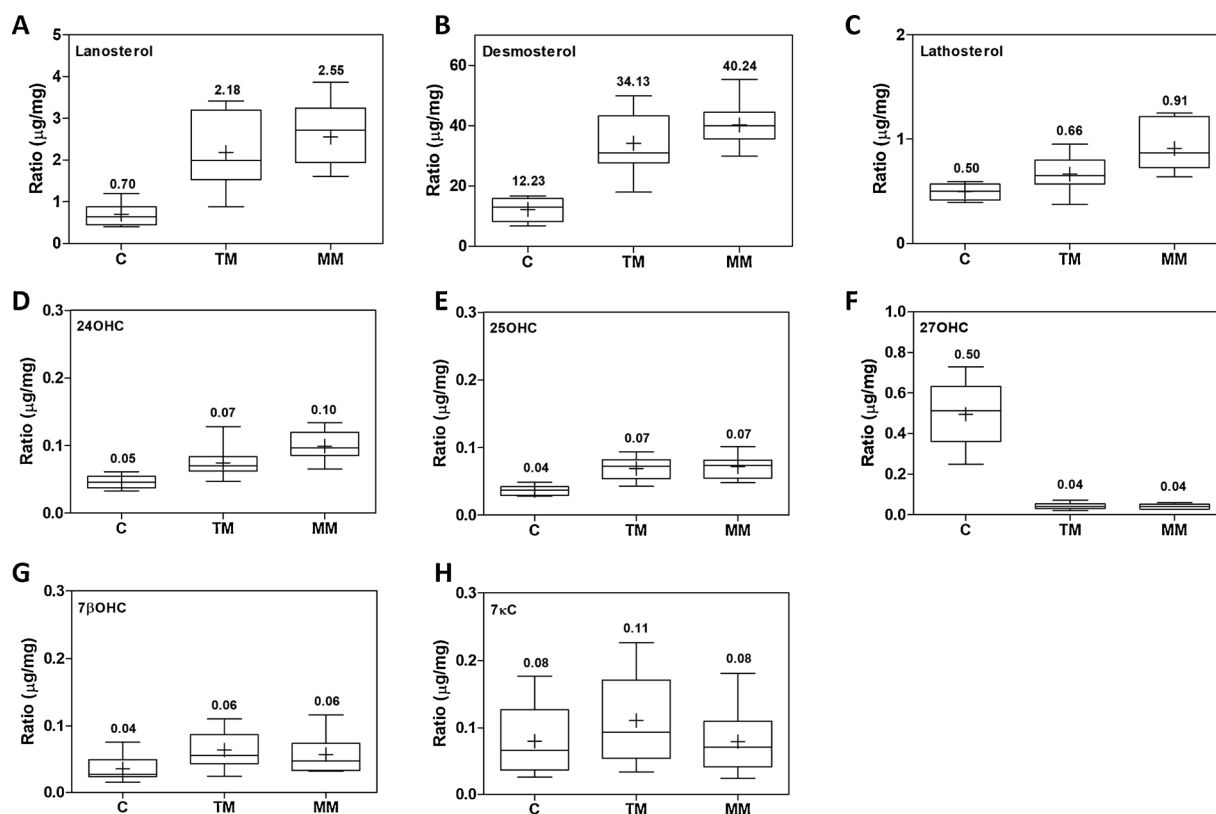 A
Lanosterol
Ratio (μg/mg)
5
4
3
2
1
0
0.70
2.18
2.55
C TM MM
B
Desmosterol
Ratio (μg/mg)
60
40
20
0
12.23
34.13
40.24
C TM MM
C
Lathosterol
Ratio (μg/mg)
2
1
0
0.50
0.66
0.91
C TM MM
D
24OHC
Ratio (μg/mg)
0.3
0.2
0.1
0.0
0.05
0.07
0.10
C TM MM
E
25OHC
Ratio (μg/mg)
0.3
0.2
0.1
0.0
0.04
0.07
0.07
C TM MM
F
27OHC
Ratio (μg/mg)
1.0
0.8
0.6
0.4
0.2
0.0
0.50
0.04
0.04
C TM MM
G
7βOHC
Ratio (μg/mg)
0.3
0.2
0.1
0.0
0.04
0.06
0.06
C TM MM
H
7κC
Ratio (μg/mg)
0.3
0.2
0.1
0.0
0.08
0.11
0.08
C TM MM